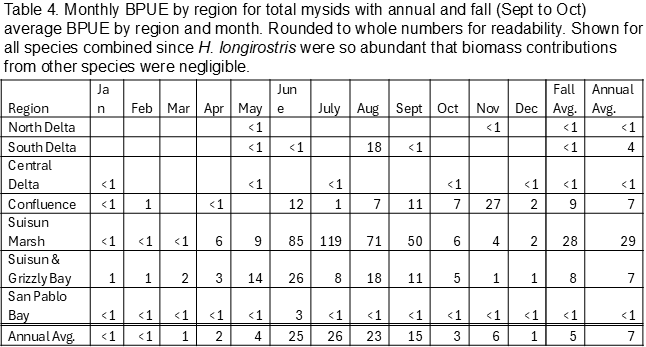 Table 4. Monthly BPUE by region for total mysids with annual and fall (Sept to Oct)
average BPUE by region and month. Rounded to whole numbers for readability. Shown for
all species combined since H. longirostris were so abundant that biomass contributions
from other species were negligible.
Region Jan Feb Mar Apr May June July Aug Sept Oct Nov Dec Fall Avg. Annual Avg.
North Delta <1 <1 <1 <1
South Delta <1 <1 18 <1 <1 4
Central Delta <1 <1 <1 <1 <1 <1 <1
Confluence <1 1 <1 12 1 7 11 7 27 2 9 7
Suisun Marsh <1 <1 <1 6 9 85 119 71 50 6 4 2 28 29
Suisun & Grizzly Bay 1 1 2 3 14 26 8 18 11 5 1 1 8 7
San Pablo Bay <1 <1 <1 <1 <1 3 <1 <1 <1 <1 <1 <1 <1 <1
Annual Avg. <1 <1 1 2 4 25 26 23 15 3 6 1 5 7